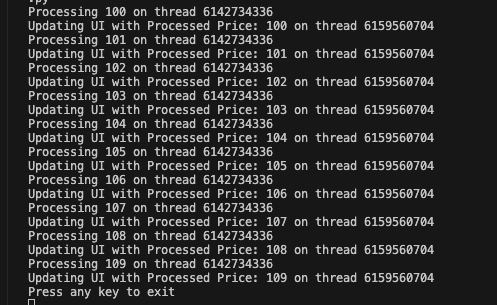 .py
Processing 100 on thread 6142734336
Updating UI with Processed Price: 100 on thread 6159560704
Processing 101 on thread 6142734336
Updating UI with Processed Price: 101 on thread 6159560704
Processing 102 on thread 6142734336
Updating UI with Processed Price: 102 on thread 6159560704
Processing 103 on thread 6142734336
Updating UI with Processed Price: 103 on thread 6159560704
Processing 104 on thread 6142734336
Updating UI with Processed Price: 104 on thread 6159560704
Processing 105 on thread 6142734336
Updating UI with Processed Price: 105 on thread 6159560704
Processing 106 on thread 6142734336
Updating UI with Processed Price: 106 on thread 6159560704
Processing 107 on thread 6142734336
Updating UI with Processed Price: 107 on thread 6159560704
Processing 108 on thread 6142734336
Updating UI with Processed Price: 108 on thread 6159560704
Processing 109 on thread 6142734336
Updating UI with Processed Price: 109 on thread 6159560704
Press any key to exit